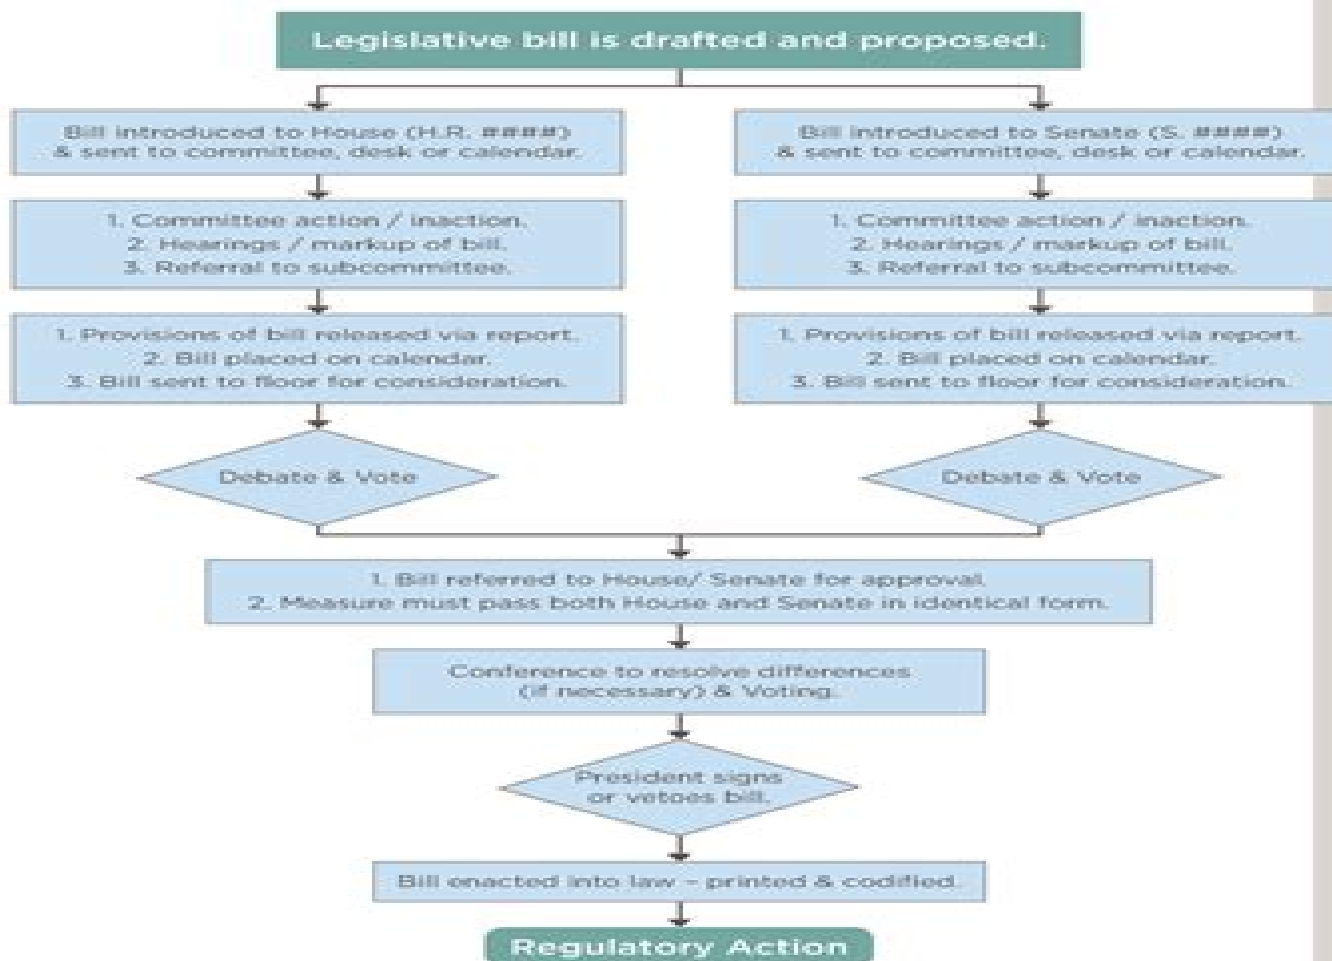 Legislative bill is drafted and proposed.
Bill introduced to House (H.R. ####)
& sent to committee, desk or calendar.
Bill introduced to Senate (S. ####)
& sent to committee, desk or calendar.
1. Committee action / inaction.
2. Hearings / markup of bill.
3. Referral to subcommittee.
1. Committee action / inaction.
2. Hearings / markup of bill.
3. Referral to subcommittee.
1. Provisions of bill released via report.
2. Bill placed on calendar.
3. Bill sent to floor for consideration.
1. Provisions of bill released via report.
2. Bill placed on calendar.
3. Bill sent to floor for consideration.
Debate & Vote
Debate & Vote
1. Bill referred to House/ Senate for approval.
2. Measure must pass both House and Senate in identical form.
Conference to resolve differences
(if necessary) & Voting.
President signs
or vetoes bill.
Bill enacted into law - printed & codified.
Regulatory Action